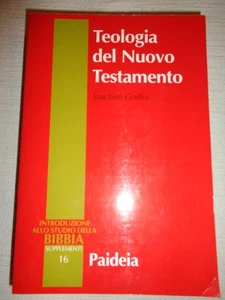 Teologia
del Nuovo
Testamento
Joachim Gnilka
INTRODUZIONE
ALLO STUDIO DELLA
BIBBIA
SUPPLEMENTI
16
Paideia